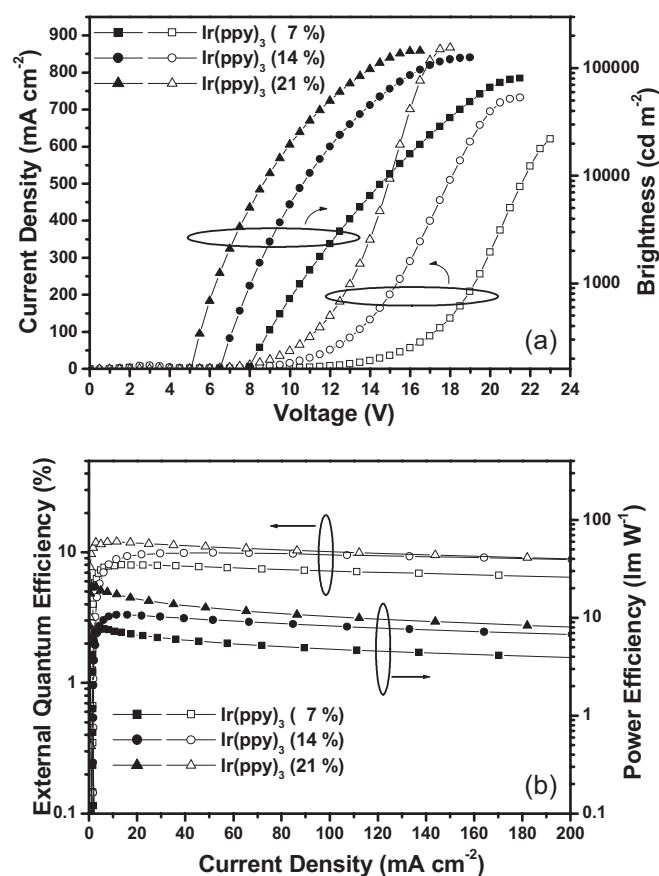 900
800
700
600
500
400
300
200
100
0
Current Density (mA cm⁻²)
Ir(ppy)₃ ( 7 %)
Ir(ppy)₃ (14 %)
Ir(ppy)₃ (21 %)
100000
10000
1000
Brightness (cd m⁻²)
(a)
0 2 4 6 8 10 12 14 16 18 20 22 24
Voltage (V)
External Quantum Efficiency (%)
10
1
0.1
100
10
1
0.1
Power Efficiency (lm W⁻¹)
Ir(ppy)₃ ( 7 %)
Ir(ppy)₃ (14 %)
Ir(ppy)₃ (21 %)
(b)
0 20 40 60 80 100 120 140 160 180 200
Current Density (mA cm⁻²)